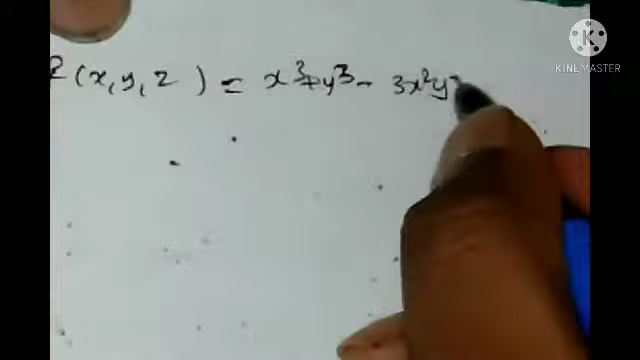 KINEMASTER
(x, y, z) = x³+y³- 3x²y